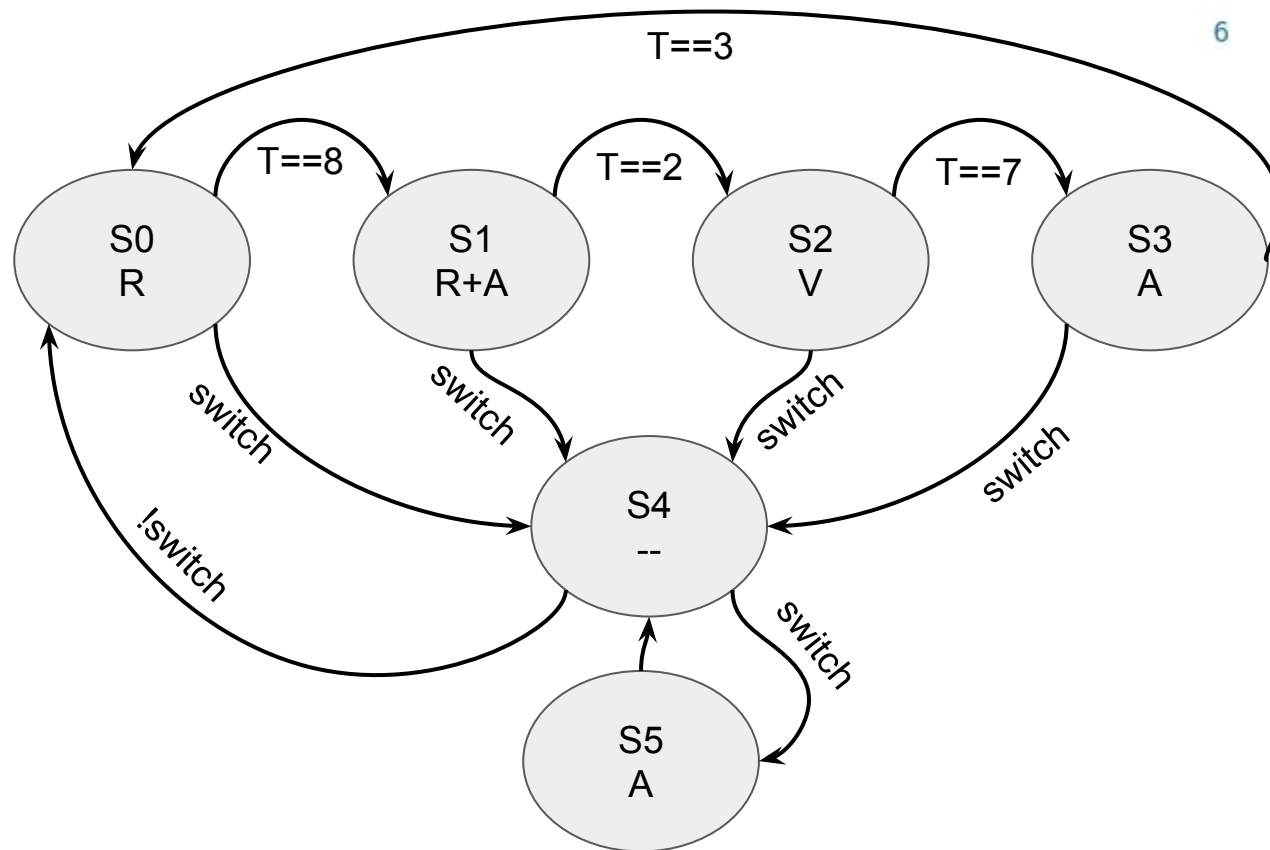 6
T==3
T==8
T==2
T==7
S0
R
S1
R+A
S2
V
S3
A
switch
switch
switch
switch
!switch
S4
--
switch
S5
A